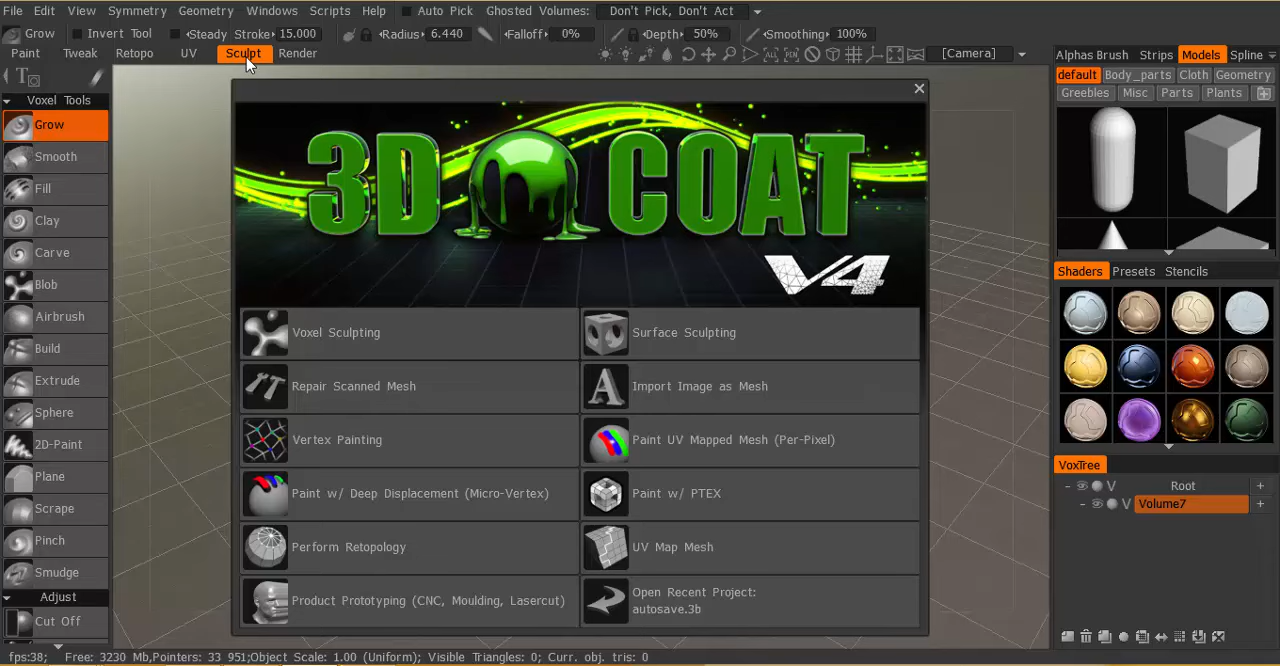 File Edit View Symmetry Geometry Windows Scripts Help Auto Pick Ghosted Volumes: Don't Pick, Don't Act
Grow Invert Tool Steady Stroke 15.000 Radius 6.440 Falloff 0% Depth 50% Smoothing 100%
Paint Tweak Retopo UV Sculpt Render [Camera]
Voxel Tools
Grow
Smooth
Fill
Clay
Carve
Blob
Airbrush
Build
Extrude
Sphere
2D-Paint
Plane
Scrape
Pinch
Smudge
Adjust
Cut Off
3D COAT
V4
Voxel Sculpting
Surface Sculpting
Repair Scanned Mesh
Import Image as Mesh
Vertex Painting
Paint UV Mapped Mesh (Per-Pixel)
Paint w/ Deep Displacement (Micro-Vertex)
Paint w/ PTEX
Perform Retopology
UV Map Mesh
Product Prototyping (CNC, Moulding, Lasercut)
Open Recent Project:
autosave.3b
Alphas Brush Strips Models Spline
default Body_parts Cloth Geometry
Greebles Misc Parts Plants
Shaders Presets Stencils
VoxTree
V Root +
V Volume7 +
fps:38; Free: 3230 Mb,Pointers: 33 951;Object Scale: 1.00 (Uniform); Visible Triangles: 0; Curr. obj. tris: 0